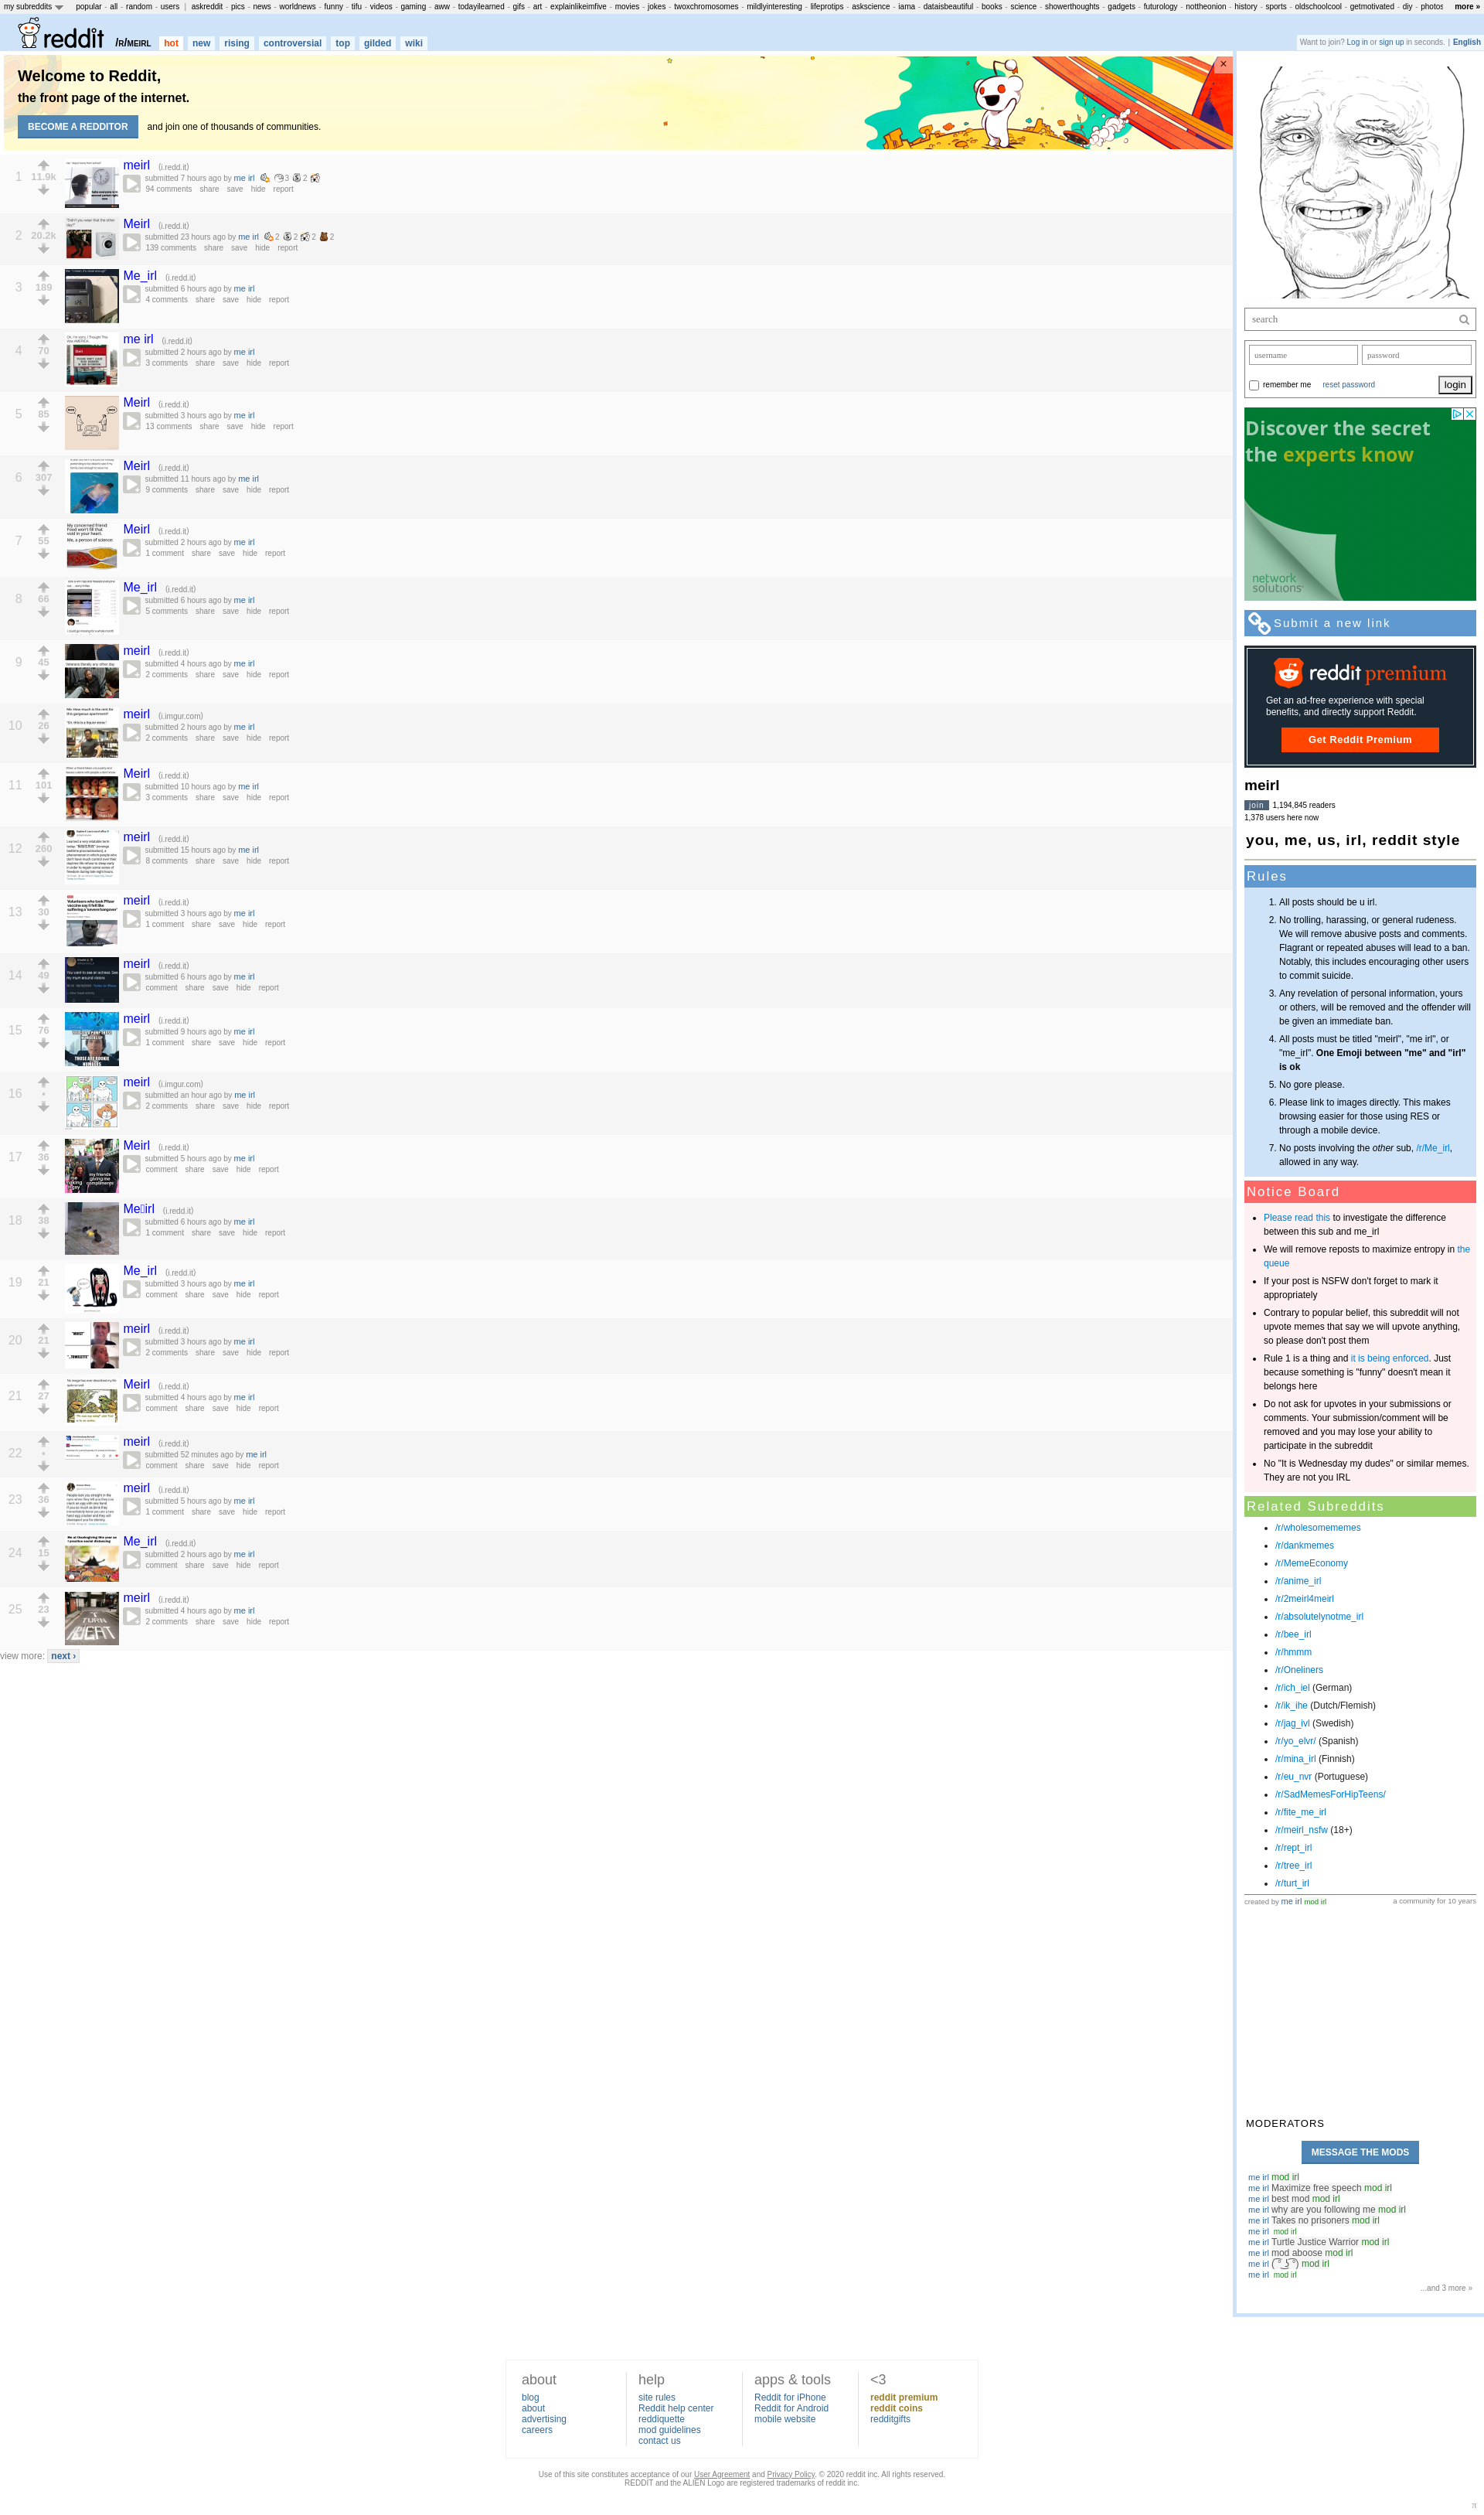 my subreddits popular - all - random - users | askreddit - pics - news - worldnews - funny - tifu - videos - gaming - aww - todayilearned - gifs - art - explainlikeimfive - movies - jokes - twoxchromosomes - mildlyinteresting - lifeprotips - askscience - iama - dataisbeautiful - books - science - showerthoughts - gadgets - futurology - nottheonion - history - sports - oldschoolcool - getmotivated - diy - photos more »
reddit /R/MEIRL hot new rising controversial top gilded wiki
Want to join? Log in or sign up in seconds. | English
Welcome to Reddit,
the front page of the internet.
BECOME A REDDITOR and join one of thousands of communities.
1 11.9k meirl (i.redd.it)
submitted 7 hours ago by me irl 3 2
94 comments share save hide report
2 20.2k Meirl (i.redd.it)
submitted 23 hours ago by me irl 2 2 2 2
139 comments share save hide report
3 189 Me_irl (i.redd.it)
submitted 6 hours ago by me irl
4 comments share save hide report
4 70 me irl (i.redd.it)
submitted 2 hours ago by me irl
3 comments share save hide report
5 85 Meirl (i.redd.it)
submitted 3 hours ago by me irl
13 comments share save hide report
6 307 Meirl (i.redd.it)
submitted 11 hours ago by me irl
9 comments share save hide report
7 55 Meirl (i.redd.it)
submitted 2 hours ago by me irl
1 comment share save hide report
My concerned friend:
Food won't fill that
void in your heart.
Me, a person of science:
8 66 Me_irl (i.redd.it)
submitted 6 hours ago by me irl
5 comments share save hide report
9 45 meirl (i.redd.it)
submitted 4 hours ago by me irl
2 comments share save hide report
10 26 meirl (i.imgur.com)
submitted 2 hours ago by me irl
2 comments share save hide report
11 101 Meirl (i.redd.it)
submitted 10 hours ago by me irl
3 comments share save hide report
12 260 meirl (i.redd.it)
submitted 15 hours ago by me irl
8 comments share save hide report
13 30 meirl (i.redd.it)
submitted 3 hours ago by me irl
1 comment share save hide report
14 49 meirl (i.redd.it)
submitted 6 hours ago by me irl
comment share save hide report
15 76 meirl (i.redd.it)
submitted 9 hours ago by me irl
1 comment share save hide report
16 • meirl (i.imgur.com)
submitted an hour ago by me irl
2 comments share save hide report
17 36 Meirl (i.redd.it)
submitted 5 hours ago by me irl
comment share save hide report
18 38 Me▯irl (i.redd.it)
submitted 6 hours ago by me irl
1 comment share save hide report
19 21 Me_irl (i.redd.it)
submitted 3 hours ago by me irl
comment share save hide report
20 21 meirl (i.redd.it)
submitted 3 hours ago by me irl
2 comments share save hide report
21 27 Meirl (i.redd.it)
submitted 4 hours ago by me irl
comment share save hide report
22 • meirl (i.redd.it)
submitted 52 minutes ago by me irl
comment share save hide report
23 36 meirl (i.redd.it)
submitted 5 hours ago by me irl
1 comment share save hide report
24 15 Me_irl (i.redd.it)
submitted 2 hours ago by me irl
comment share save hide report
25 23 meirl (i.redd.it)
submitted 4 hours ago by me irl
2 comments share save hide report
view more: next ›
search
username password
remember me reset password login
Discover the secret
the experts know
network
solutions
Submit a new link
reddit premium
Get an ad-free experience with special
benefits, and directly support Reddit.
Get Reddit Premium
meirl
join 1,194,845 readers
1,378 users here now
you, me, us, irl, reddit style
Rules
1. All posts should be u irl.
2. No trolling, harassing, or general rudeness.
We will remove abusive posts and comments.
Flagrant or repeated abuses will lead to a ban.
Notably, this includes encouraging other users
to commit suicide.
3. Any revelation of personal information, yours
or others, will be removed and the offender will
be given an immediate ban.
4. All posts must be titled "meirl", "me irl", or
"me_irl". One Emoji between "me" and "irl"
is ok
5. No gore please.
6. Please link to images directly. This makes
browsing easier for those using RES or
through a mobile device.
7. No posts involving the other sub, /r/Me_irl,
allowed in any way.
Notice Board
Please read this to investigate the difference
between this sub and me_irl
We will remove reposts to maximize entropy in the
queue
If your post is NSFW don't forget to mark it
appropriately
Contrary to popular belief, this subreddit will not
upvote memes that say we will upvote anything,
so please don't post them
Rule 1 is a thing and it is being enforced. Just
because something is "funny" doesn't mean it
belongs here
Do not ask for upvotes in your submissions or
comments. Your submission/comment will be
removed and you may lose your ability to
participate in the subreddit
No "It is Wednesday my dudes" or similar memes.
They are not you IRL
Related Subreddits
/r/wholesomememes
/r/dankmemes
/r/MemeEconomy
/r/anime_irl
/r/2meirl4meirl
/r/absolutelynotme_irl
/r/bee_irl
/r/hmmm
/r/Oneliners
/r/ich_iel (German)
/r/ik_ihe (Dutch/Flemish)
/r/jag_ivl (Swedish)
/r/yo_elvr/ (Spanish)
/r/mina_irl (Finnish)
/r/eu_nvr (Portuguese)
/r/SadMemesForHipTeens/
/r/fite_me_irl
/r/meirl_nsfw (18+)
/r/rept_irl
/r/tree_irl
/r/turt_irl
created by me irl mod irl a community for 10 years
MODERATORS
MESSAGE THE MODS
me irl mod irl
me irl Maximize free speech mod irl
me irl best mod mod irl
me irl why are you following me mod irl
me irl Takes no prisoners mod irl
me irl mod irl
me irl Turtle Justice Warrior mod irl
me irl mod aboose mod irl
me irl ( ͡° ͜ʖ ͡°) mod irl
me irl mod irl
...and 3 more »
about
blog
about
advertising
careers
help
site rules
Reddit help center
reddiquette
mod guidelines
contact us
apps & tools
Reddit for iPhone
Reddit for Android
mobile website
<3
reddit premium
reddit coins
redditgifts
Use of this site constitutes acceptance of our User Agreement and Privacy Policy. © 2020 reddit inc. All rights reserved.
REDDIT and the ALIEN Logo are registered trademarks of reddit inc.